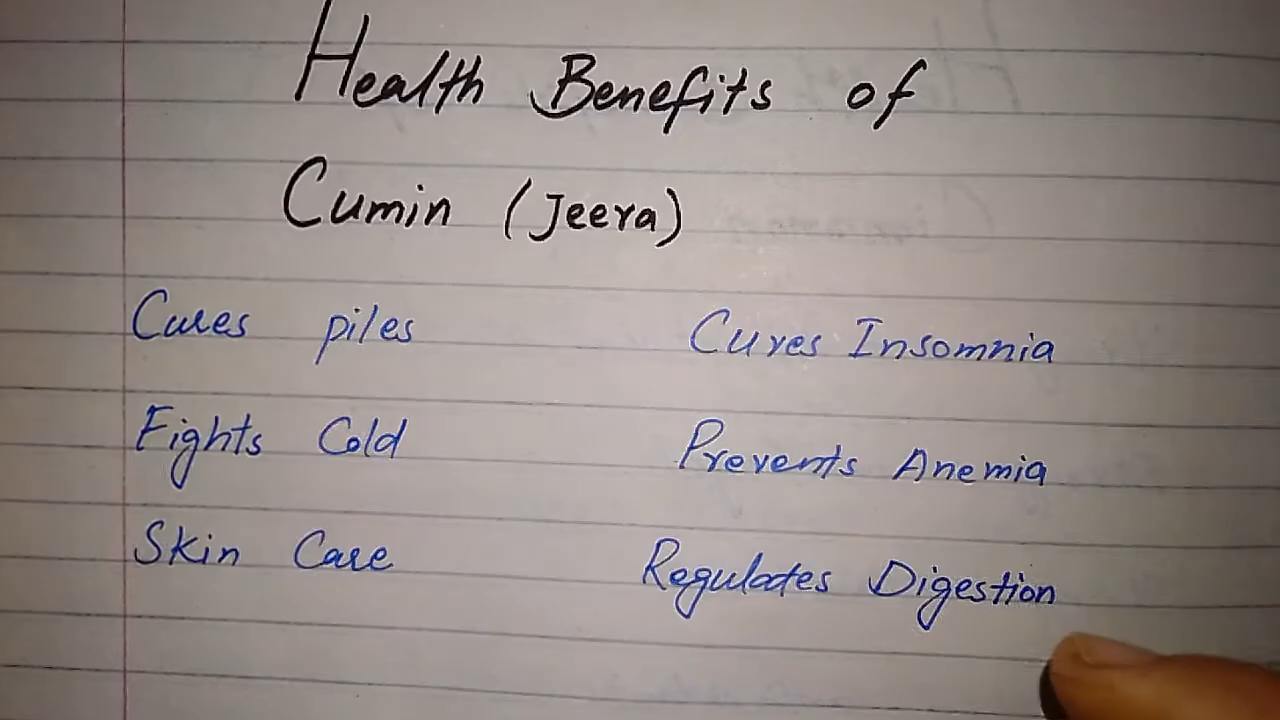 Health Benefits of
Cumin (Jeera)
Cures piles
Cures Insomnia
Fights Cold
Prevents Anemia
Skin Care
Regulates Digestion